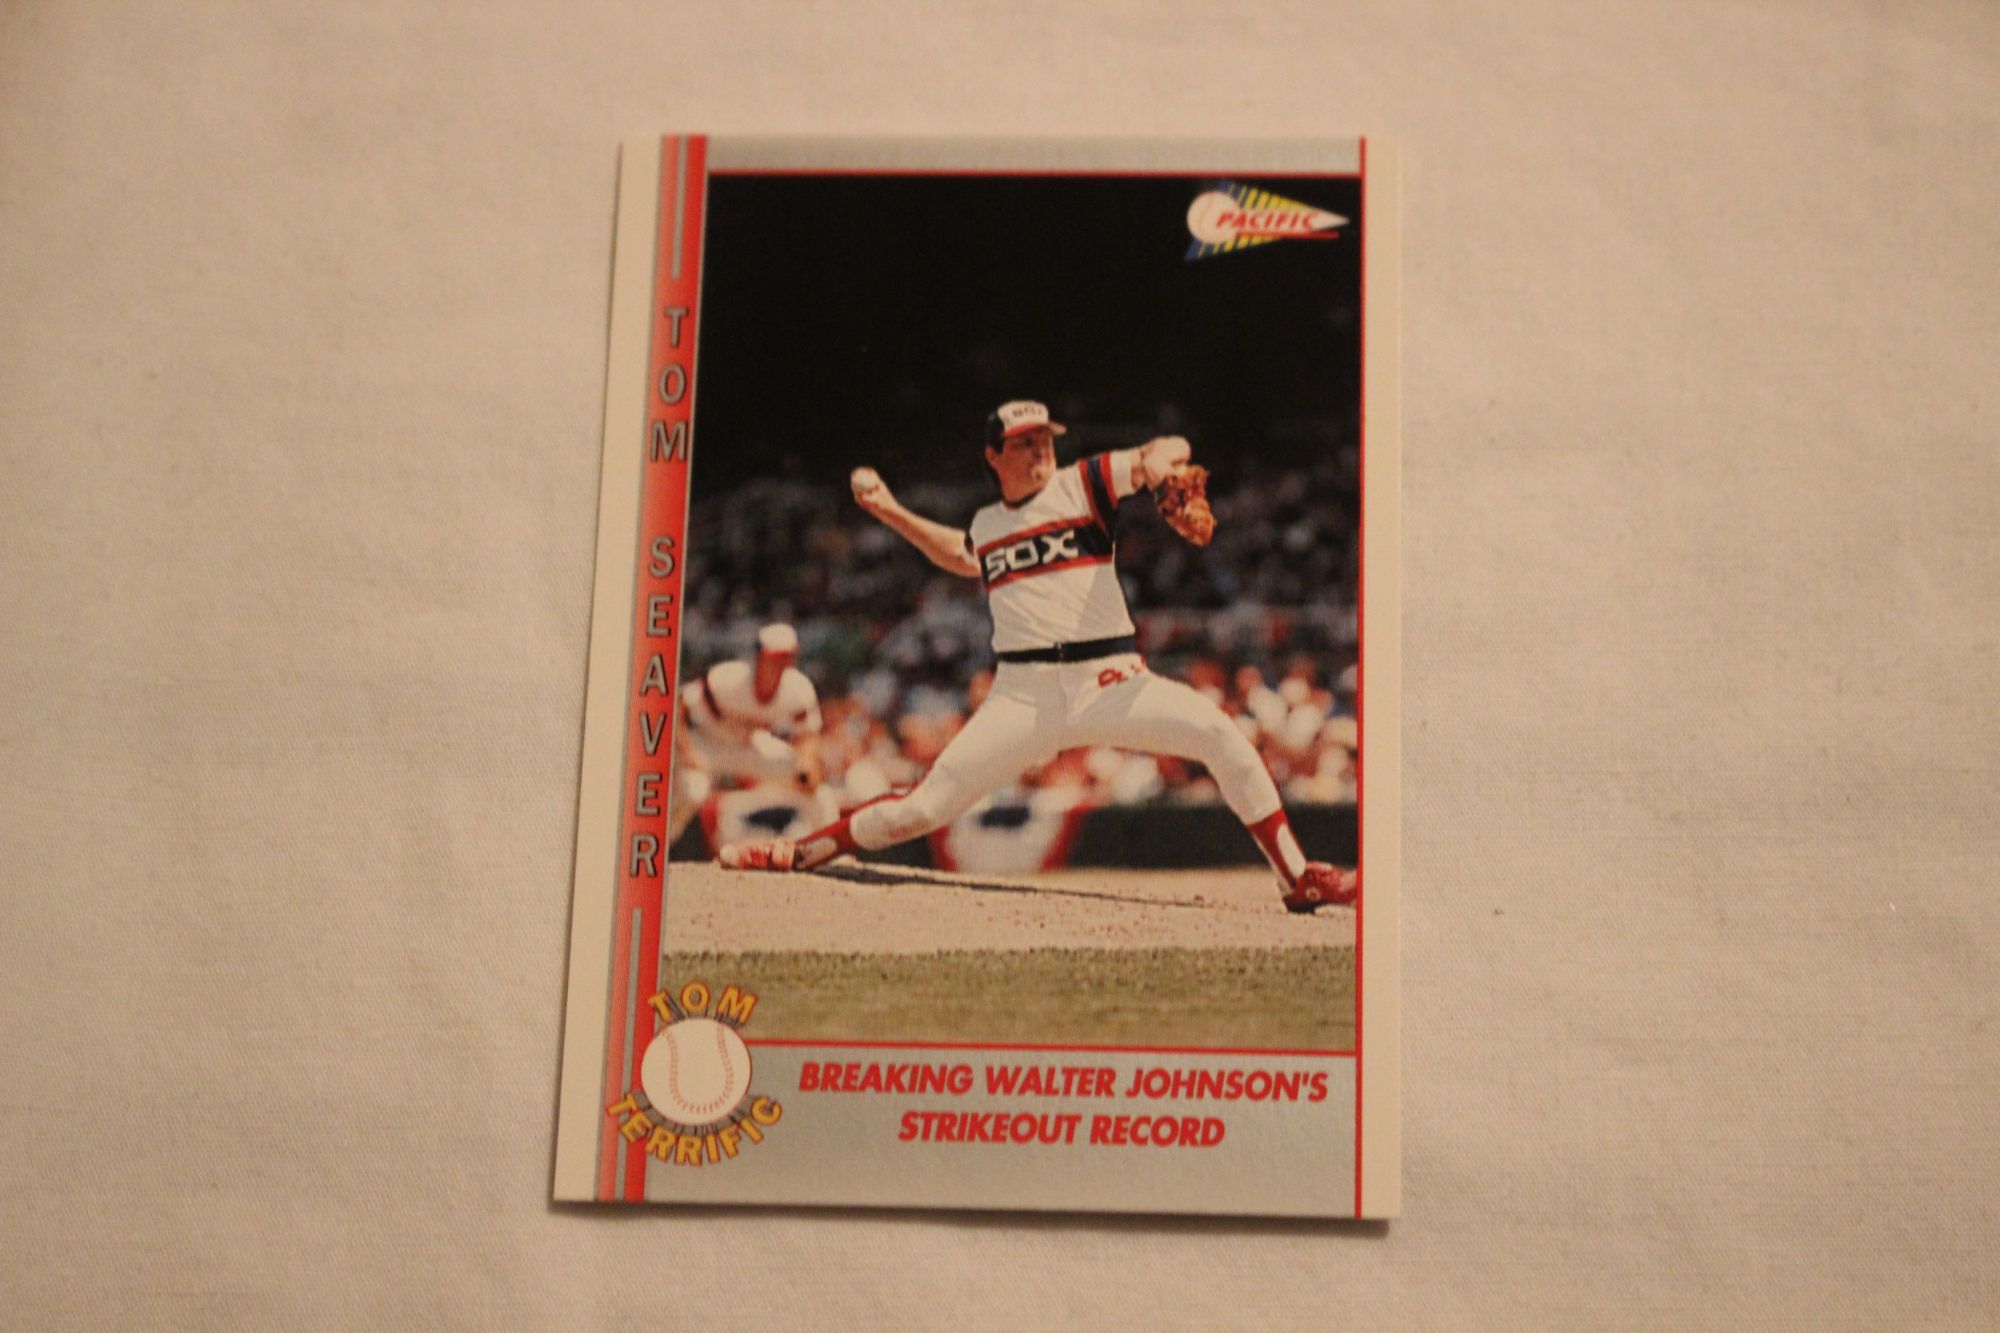 TOM SEAVER
PACIFIC
SOX
TOM
TERRIFIC
BREAKING WALTER JOHNSON'S
STRIKEOUT RECORD